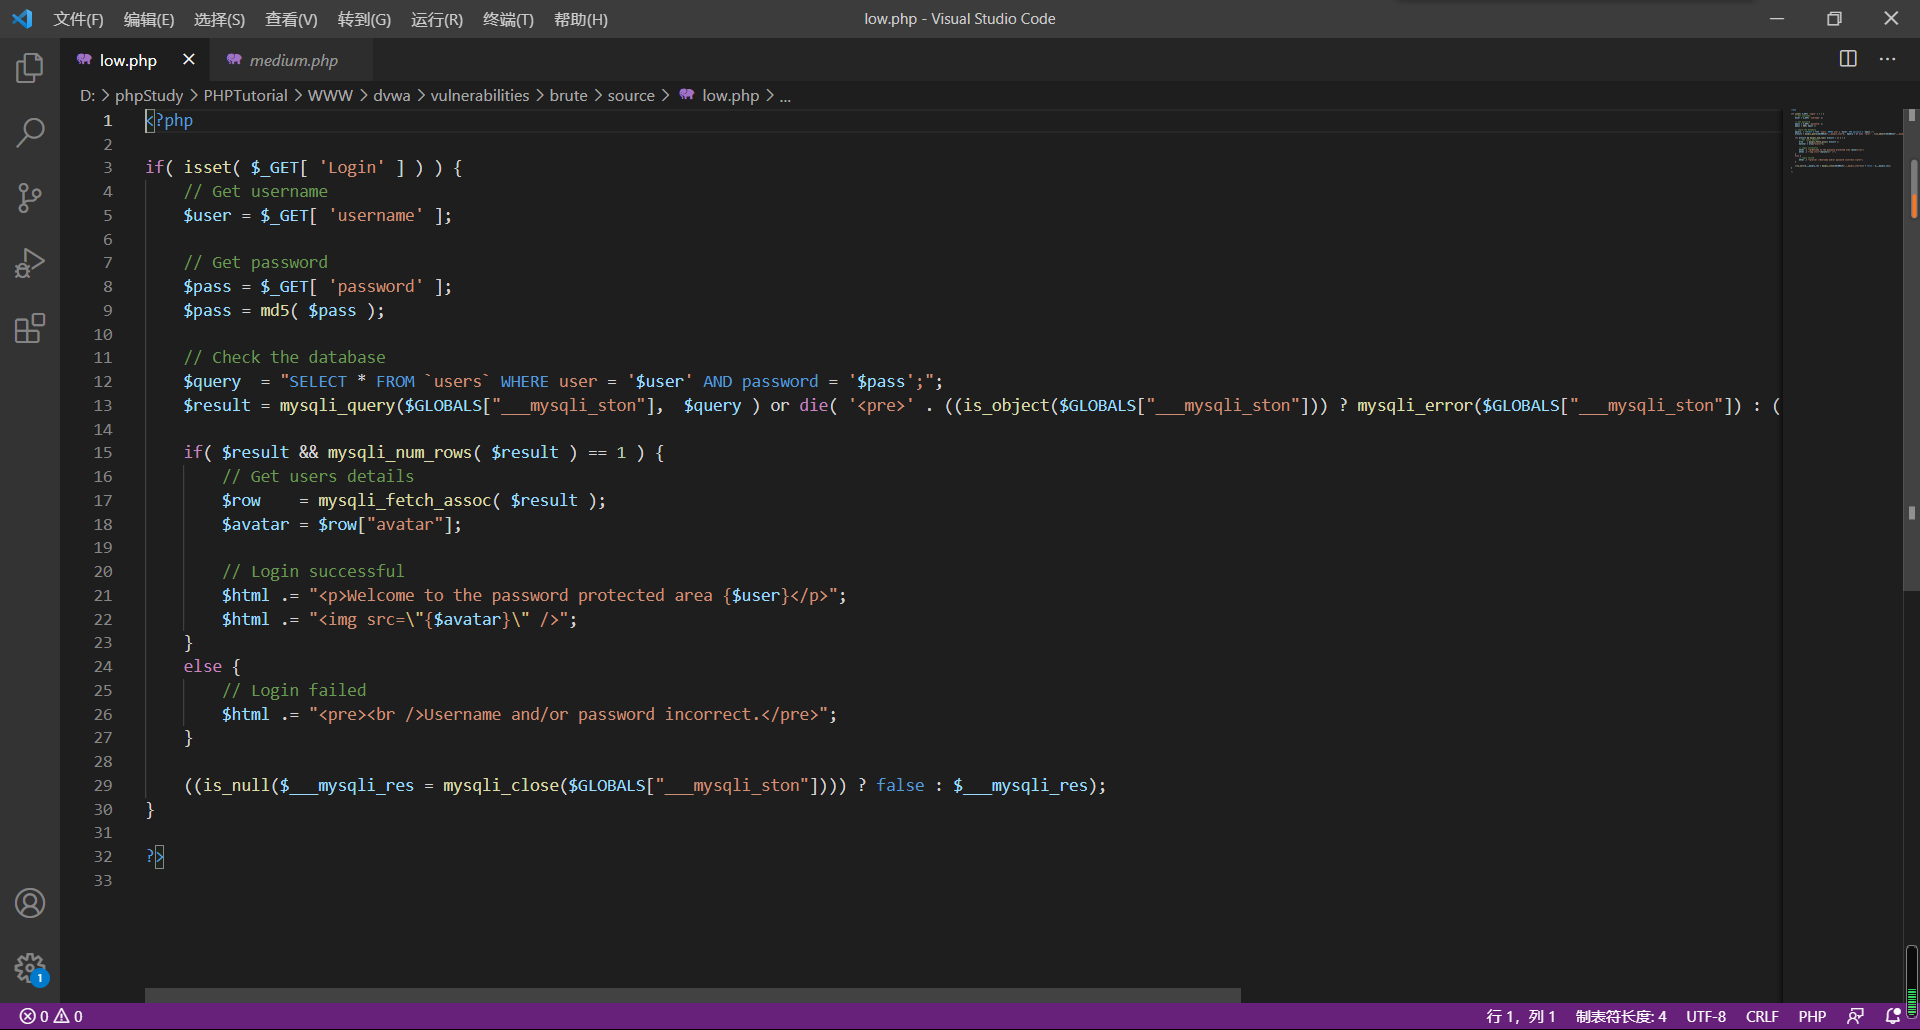 文件(F) 编辑(E) 选择(S) 查看(V) 转到(G) 运行(R) 终端(T) 帮助(H) low.php - Visual Studio Code
low.php medium.php
D: > phpStudy > PHPTutorial > WWW > dvwa > vulnerabilities > brute > source > low.php > ...
1 <?php
2
3 if( isset( $_GET[ 'Login' ] ) ) {
4     // Get username
5     $user = $_GET[ 'username' ];
6
7     // Get password
8     $pass = $_GET[ 'password' ];
9     $pass = md5( $pass );
10
11     // Check the database
12     $query  = "SELECT * FROM `users` WHERE user = '$user' AND password = '$pass';";
13     $result = mysqli_query($GLOBALS["___mysqli_ston"],  $query ) or die( '<pre>' . ((is_object($GLOBALS["___mysqli_ston"])) ? mysqli_error($GLOBALS["___mysqli_ston"]) : (
14
15     if( $result && mysqli_num_rows( $result ) == 1 ) {
16         // Get users details
17         $row    = mysqli_fetch_assoc( $result );
18         $avatar = $row["avatar"];
19
20         // Login successful
21         $html .= "<p>Welcome to the password protected area {$user}</p>";
22         $html .= "<img src=\"{$avatar}\" />";
23     }
24     else {
25         // Login failed
26         $html .= "<pre><br />Username and/or password incorrect.</pre>";
27     }
28
29     ((is_null($___mysqli_res = mysqli_close($GLOBALS["___mysqli_ston"]))) ? false : $___mysqli_res);
30 }
31
32 ?>
33
1
0 0 行 1，列 1 制表符长度: 4 UTF-8 CRLF PHP